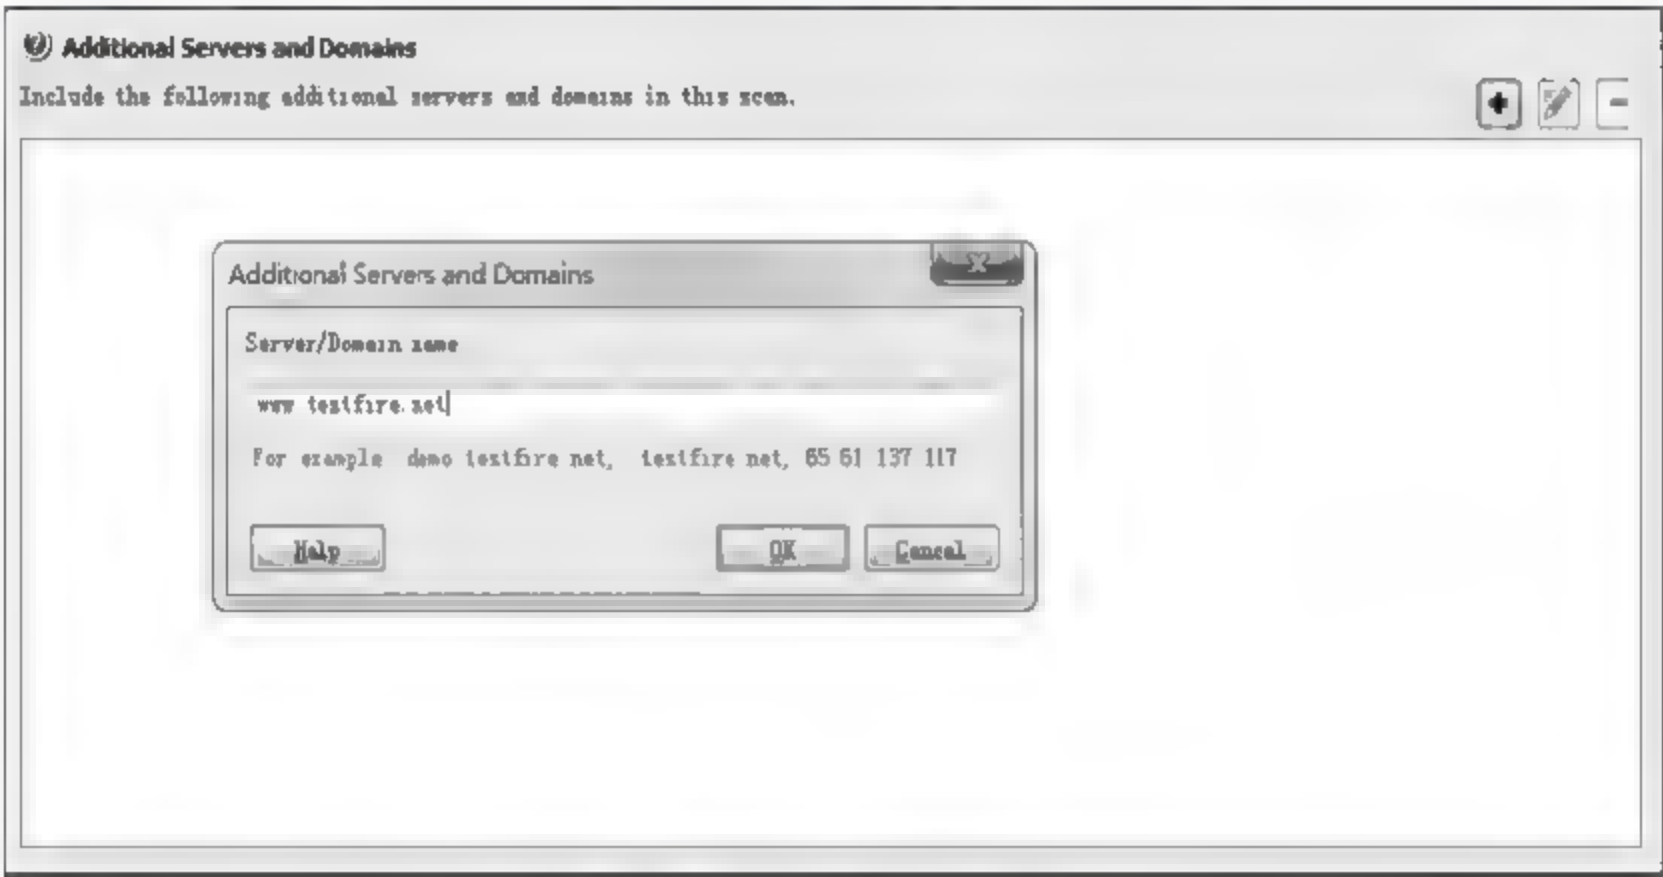 Additional Servers and Domains
Include the following additional servers and domains in this scan.
Additional Servers and Domains
X
Server/Domain name
www testfire.net
For example demo testfire net, testfire net, 65 61 137 117
Help OK Cancel